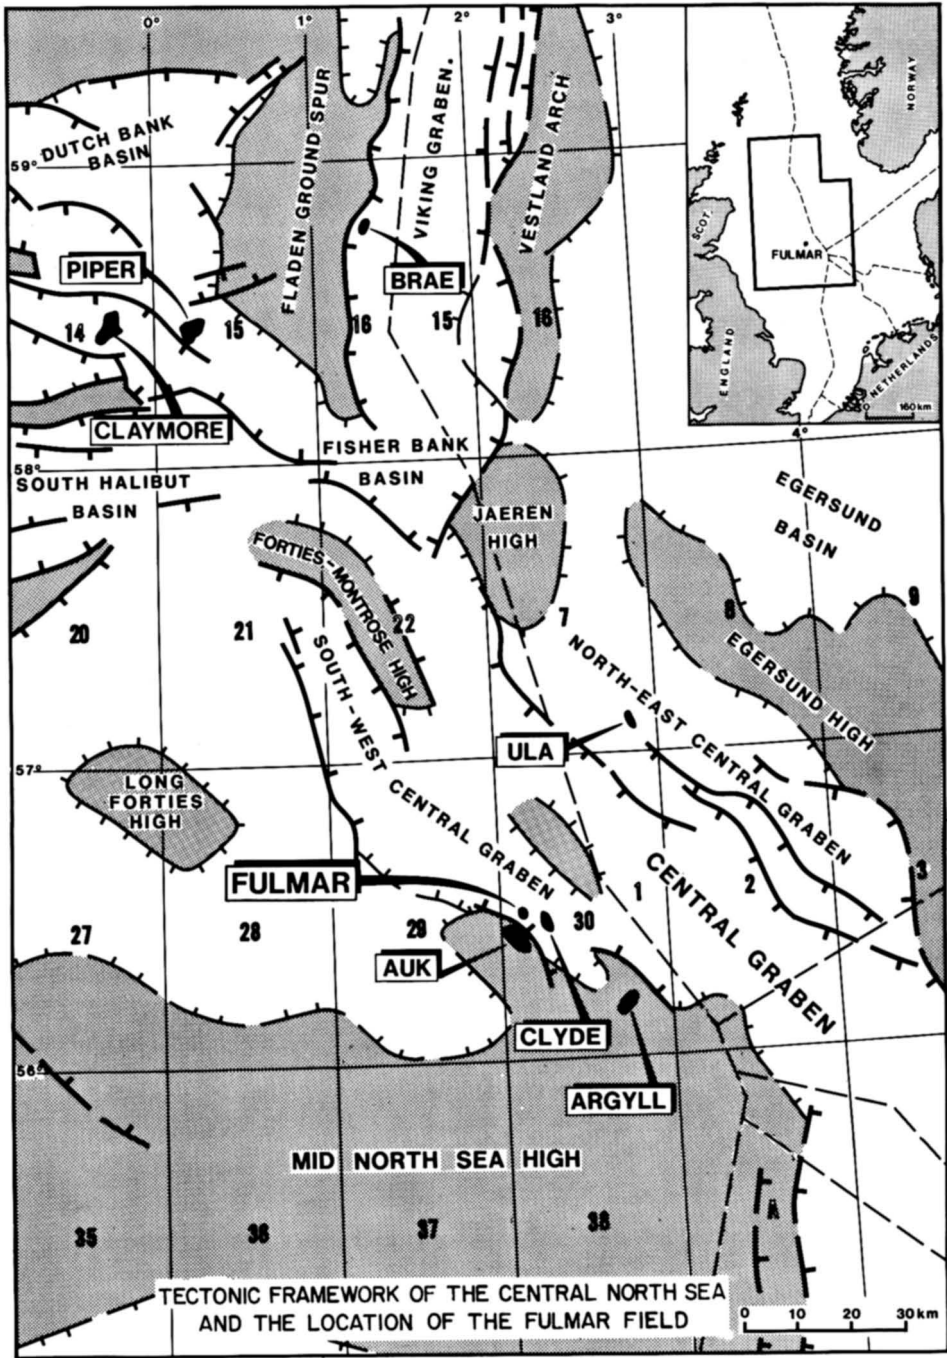 0°
1°
2°
3°
NORWAY
SCOT.
FULMAR
ENGLAND
NETHERLANDS
0 160 km
DUTCH BANK
BASIN
59°
FLADEN GROUND SPUR
VIKING GRABEN.
VESTLAND ARCH
PIPER
BRAE
14
15
16
15
16
CLAYMORE
4°
58°
FISHER BANK
BASIN
SOUTH HALIBUT
BASIN
JAEREN
HIGH
EGERSUND
BASIN
FORTIES-MONTROSE HIGH
20
21
22
7
8
9
SOUTH-WEST CENTRAL GRABEN
NORTH-EAST CENTRAL GRABEN
EGERSUND HIGH
ULA
57°
LONG
FORTIES
HIGH
FULMAR
CENTRAL GRABEN
1
2
3
27
28
29
30
AUK
CLYDE
56°
ARGYLL
MID NORTH SEA HIGH
A
35
36
37
38
TECTONIC FRAMEWORK OF THE CENTRAL NORTH SEA
AND THE LOCATION OF THE FULMAR FIELD
0 10 20 30 km